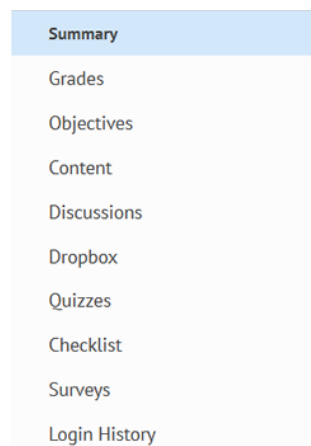 Summary
Grades
Objectives
Content
Discussions
Dropbox
Quizzes
Checklist
Surveys
Login History